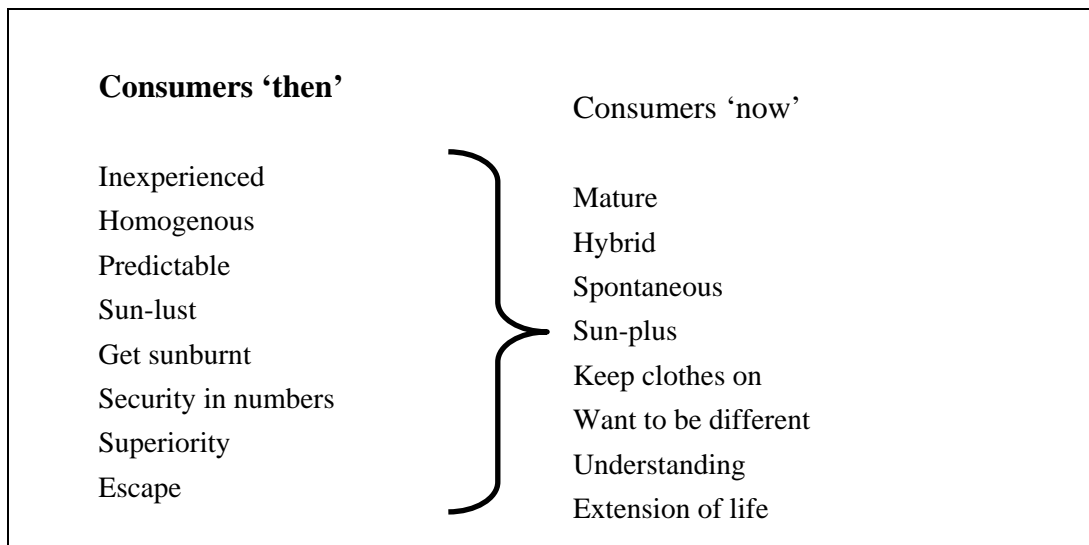 Consumers ‘then’
Inexperienced
Homogenous
Predictable
Sun-lust
Get sunburnt
Security in numbers
Superiority
Escape
Consumers ‘now’
Mature
Hybrid
Spontaneous
Sun-plus
Keep clothes on
Want to be different
Understanding
Extension of life